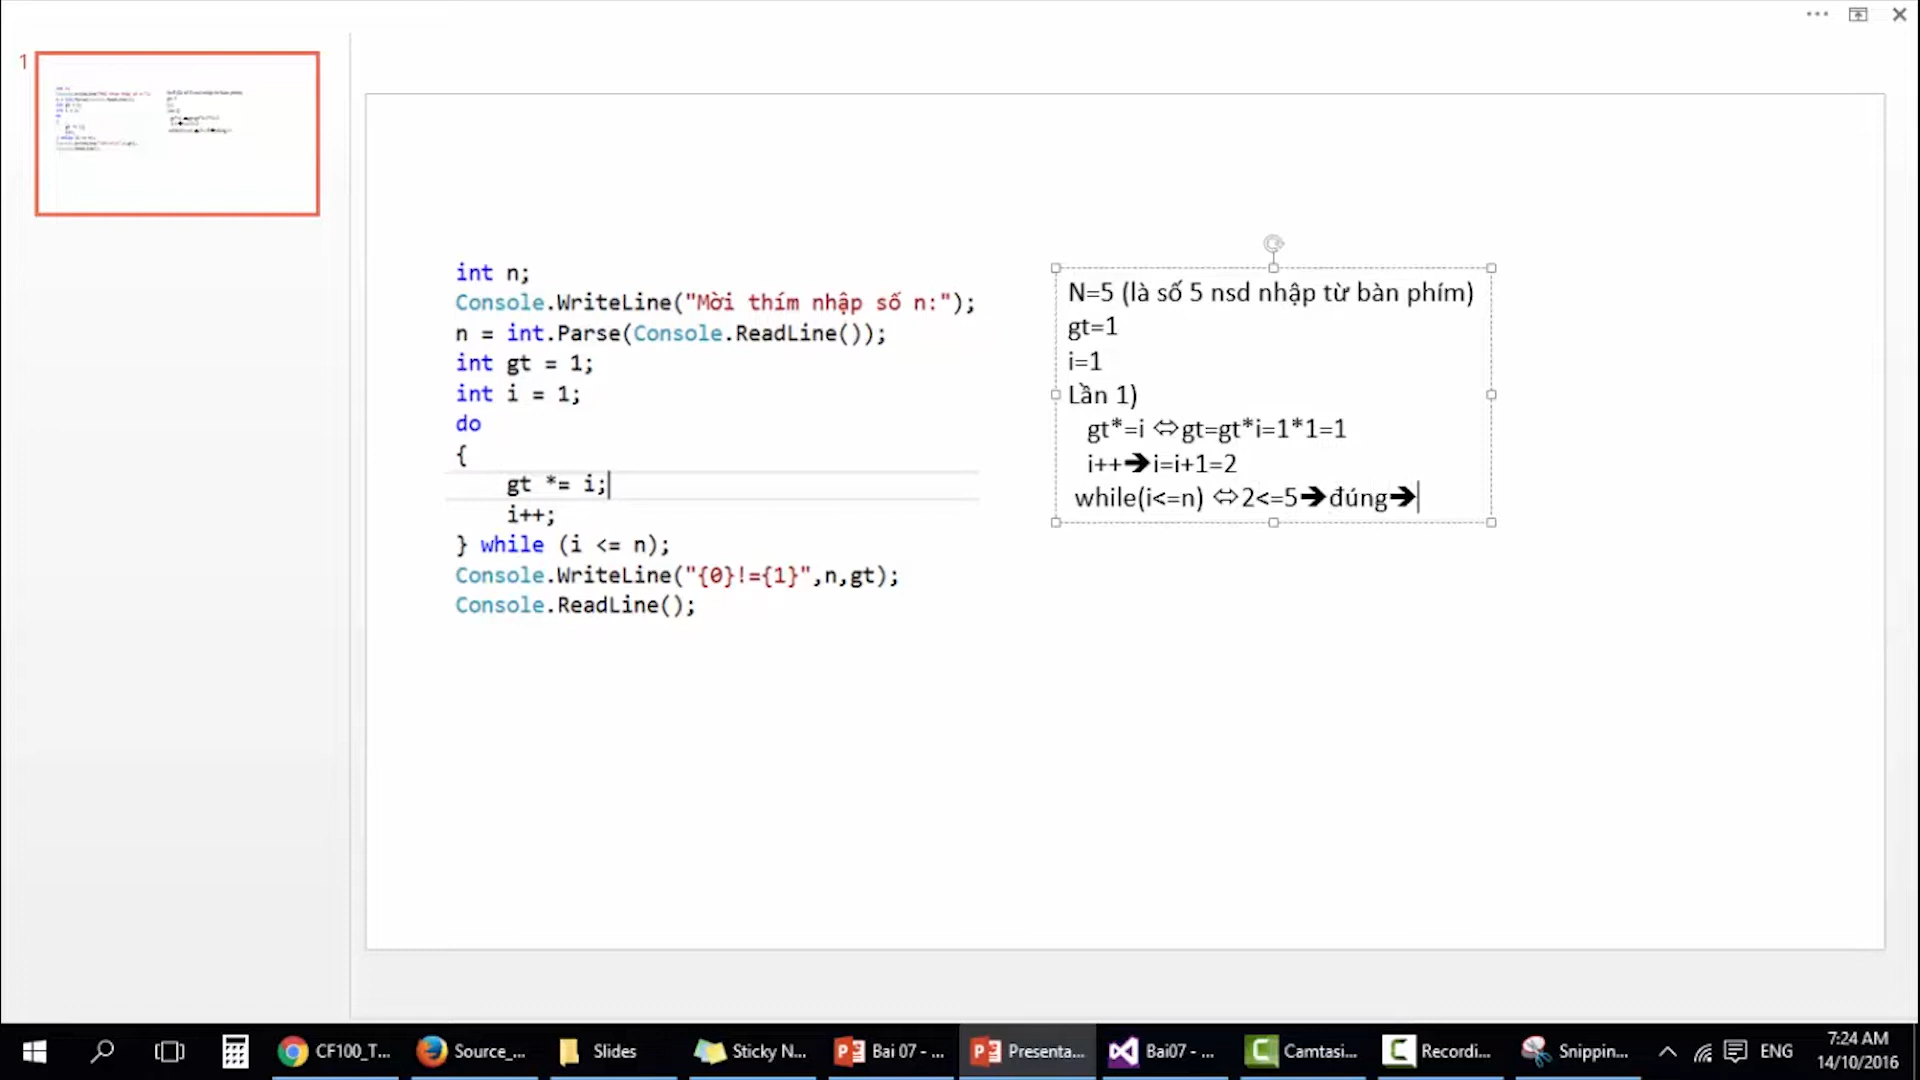 1
int n;
Console.WriteLine("Mời thím nhập số n:");
n = int.Parse(Console.ReadLine());
int gt = 1;
int i = 1;
do
{
gt *= i;
i++;
} while (i <= n);
Console.WriteLine("{0}!={1}",n,gt);
Console.ReadLine();
N=5 (là số 5 nsd nhập từ bàn phím)
gt=1
i=1
Lần 1)
gt*=i ⬄gt=gt*i=1*1=1
i++➔i=i+1=2
while(i<=n) ⬄2<=5➔đúng➔
CF100_T...
Source_...
Slides
Sticky N...
Bai 07 - ...
Presenta...
Bai07 - ...
Camtasi...
Recordi...
Snippin...
ENG
7:24 AM
14/10/2016